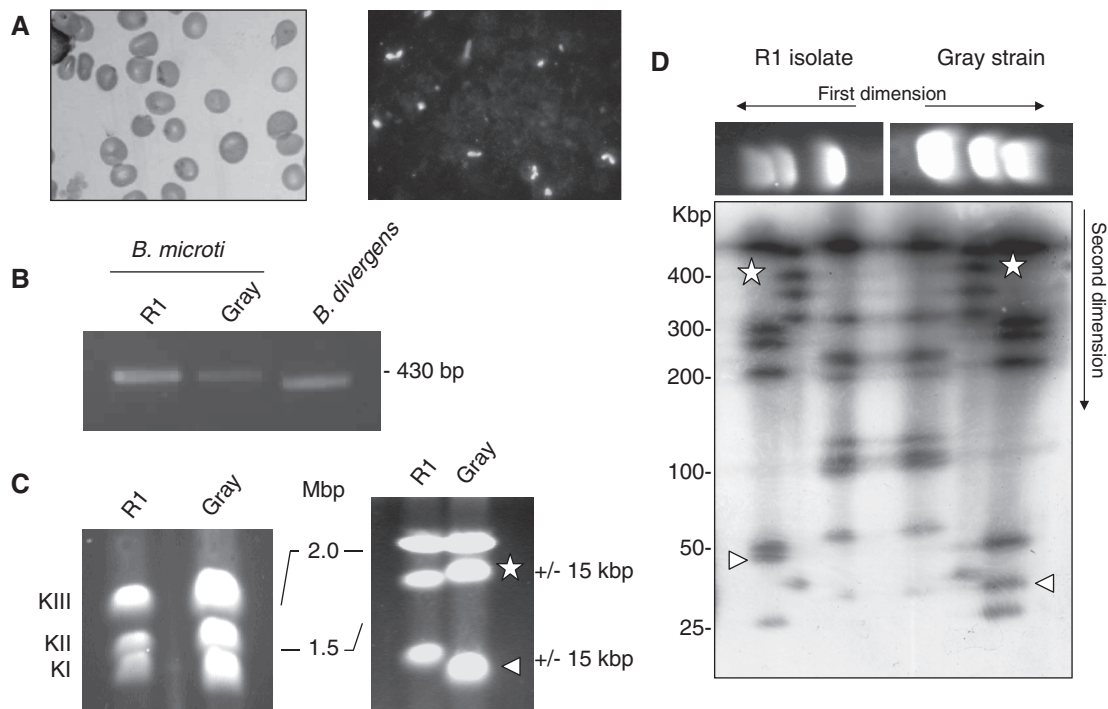 A
B
B. microti
R1
Gray
B. divergens
- 430 bp
C
R1
Gray
KIII
KII
KI
Mbp
2.0
1.5
R1
Gray
+/- 15 kbp
+/- 15 kbp
D
R1 isolate
Gray strain
First dimension
Kbp
400-
300-
200-
100-
50-
25-
Second dimension